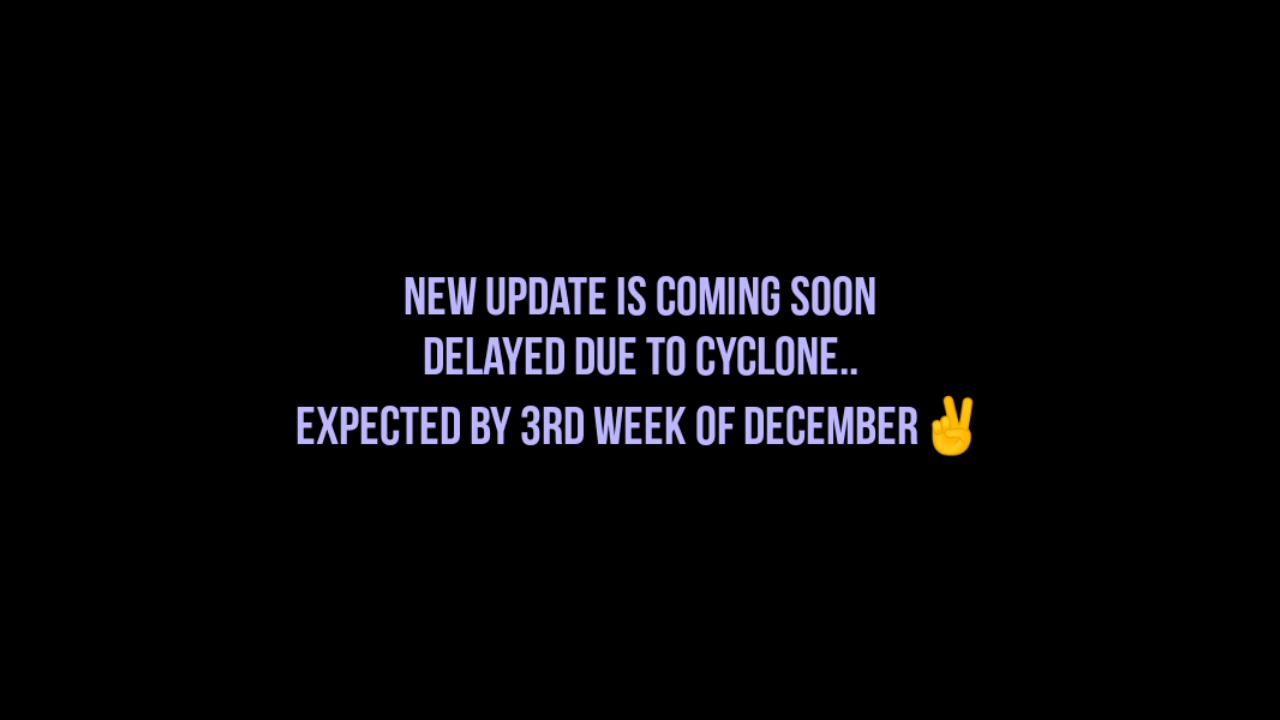 NEW UPDATE IS COMING SOON
DELAYED DUE TO CYCLONE..
EXPECTED BY 3RD WEEK OF DECEMBER ✌